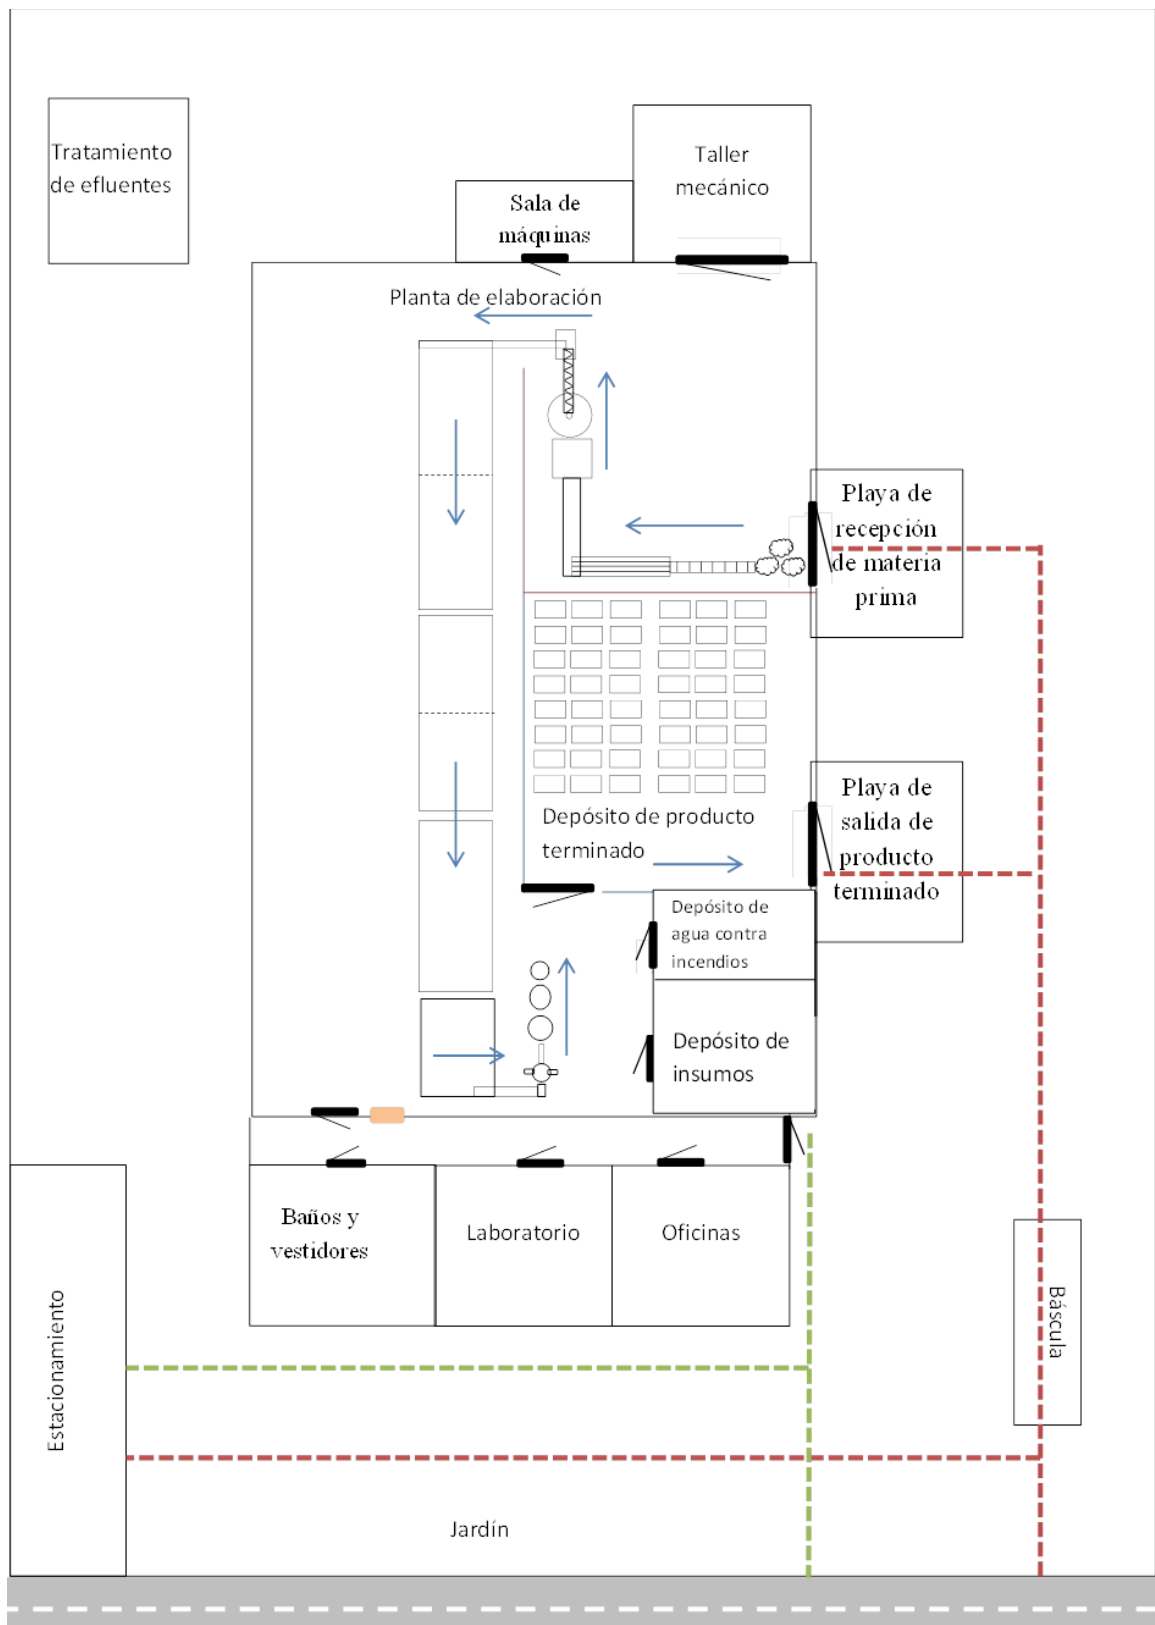 Tratamiento
de efluentes
Taller
mecánico
Sala de
máquinas
Planta de elaboración
Playa de
recepción
de materia
prima
Depósito de producto
terminado
Playa de
salida de
producto
terminado
Depósito de
agua contra
incendios
Depósito de
insumos
Baños y
vestidores
Laboratorio
Oficinas
Estacionamiento
Báscula
Jardín